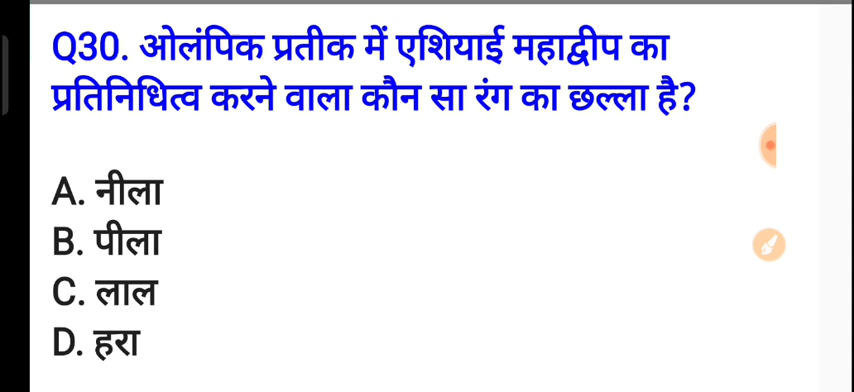 Q30. ओलंपिक प्रतीक में एशियाई महाद्वीप का
प्रतिनिधित्व करने वाला कौन सा रंग का छल्ला है?
A. नीला
B. पीला
C. लाल
D. हरा